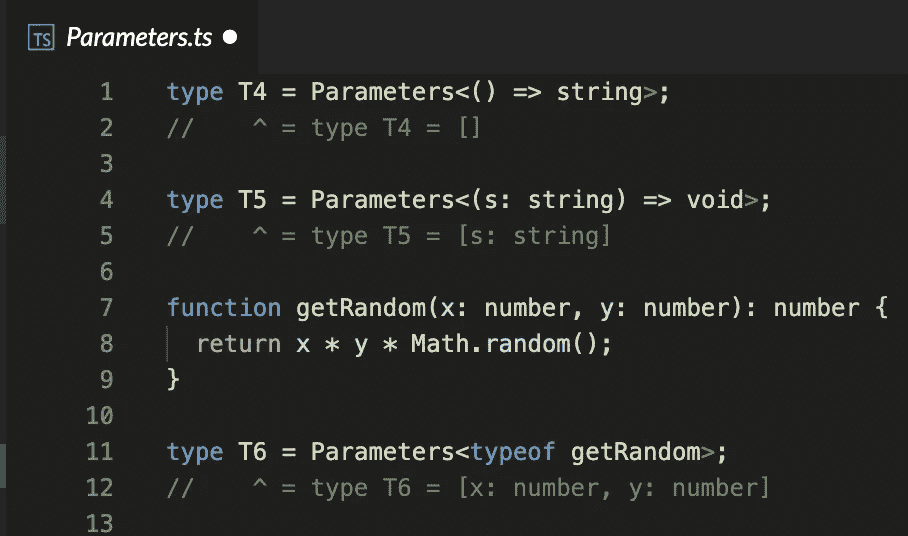 TS Parameters.ts
1 type T4 = Parameters<() => string>;
2 //    ^ = type T4 = []
3
4 type T5 = Parameters<(s: string) => void>;
5 //    ^ = type T5 = [s: string]
6
7 function getRandom(x: number, y: number): number {
8   return x * y * Math.random();
9 }
10
11 type T6 = Parameters<typeof getRandom>;
12 //    ^ = type T6 = [x: number, y: number]
13